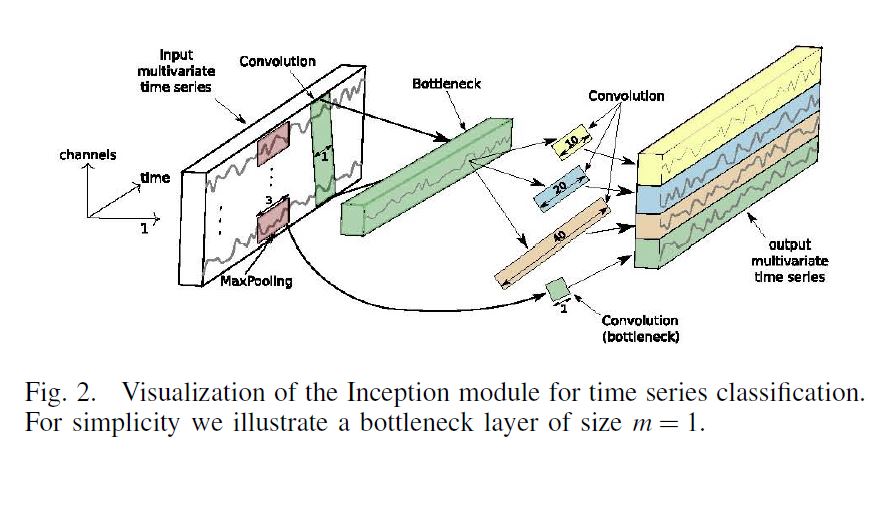 Input
multivariate
time series
Convolution
Bottleneck
Convolution
channels
time
1
1
3
MaxPooling
10
20
40
1
output
multivariate
time series
Convolution
(bottleneck)
Fig. 2. Visualization of the Inception module for time series classification.
For simplicity we illustrate a bottleneck layer of size m = 1.